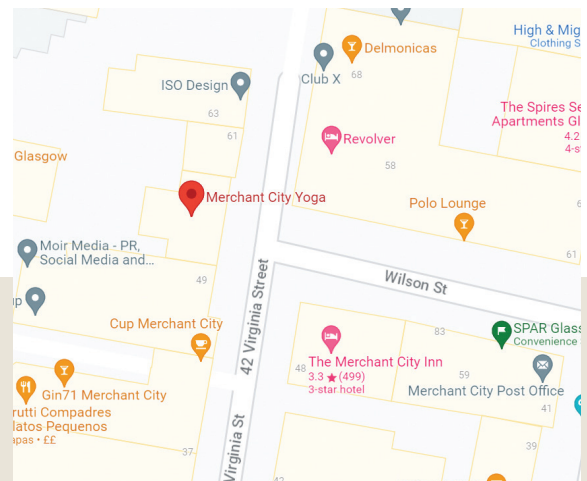 High & Mig
Clothing S
Delmonicas
Club X
68
ISO Design
63
61
The Spires Se
Apartments Gl
4.2
4-s
Revolver
58
Glasgow
Merchant City Yoga
Polo Lounge
6
61
Moir Media - PR,
Social Media and...
49
Wilson St
up
42 Virginia Street
Cup Merchant City
83
SPAR Glass
Convenience
The Merchant City Inn
3.3 ★ (499)
3-star hotel
48
59
Merchant City Post Office
41
Gin71 Merchant City
rutti Compadres
latos Pequenos
apas • ££
Virginia St
37
39
42